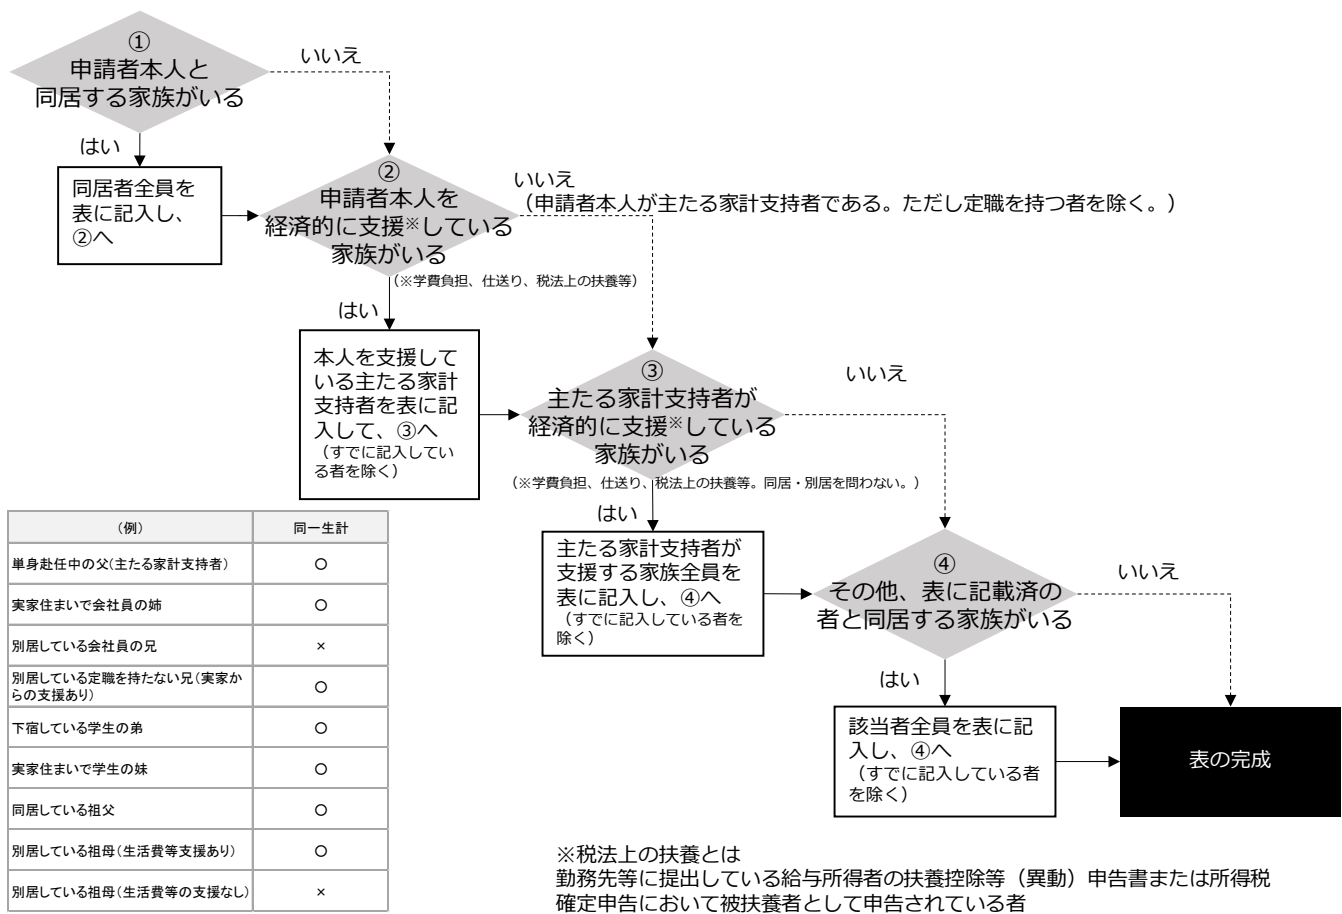 ①
申請者本人と
同居する家族がいる
いいえ
はい
同居者全員を
表に記入し、
②へ
②
申請者本人を
経済的に支援※している
家族がいる
いいえ
（申請者本人が主たる家計支持者である。ただし定職を持つ者を除く。）
（※学費負担、仕送り、税法上の扶養等）
はい
本人を支援して
いる主たる家計
支持者を表に記
入して、③へ
（すでに記入してい
る者を除く）
③
主たる家計支持者が
経済的に支援※している
家族がいる
いいえ
（※学費負担、仕送り、税法上の扶養等。同居・別居を問わない。）
はい
主たる家計支持者が
支援する家族全員を
表に記入し、④へ
（すでに記入している者を
除く）
④
その他、表に記載済の
者と同居する家族がいる
いいえ
はい
該当者全員を表に記
入し、④へ
（すでに記入している者
を除く）
表の完成
（例） 同一生計
単身赴任中の父(主たる家計支持者) ○
実家住まいで会社員の姉 ○
別居している会社員の兄 ×
別居している定職を持たない兄(実家か
らの支援あり) ○
下宿している学生の弟 ○
実家住まいで学生の妹 ○
同居している祖父 ○
別居している祖母(生活費等支援あり) ○
別居している祖母(生活費等の支援なし) ×
※税法上の扶養とは
勤務先等に提出している給与所得者の扶養控除等（異動）申告書または所得税
確定申告において被扶養者として申告されている者